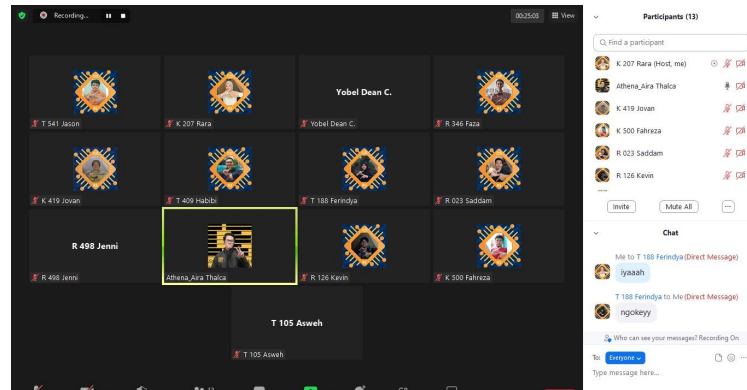 Recording...
00:25:03
View
T 541 Jason
K 207 Rara
Yobel Dean C.
Yobel Dean C.
R 346 Faza
K 419 Jovan
T 409 Habibi
T 188 Ferindya
R 023 Saddam
R 498 Jenni
R 498 Jenni
Athena_Aira Thalca
R 126 Kevin
K 500 Fahreza
T 105 Asweh
T 105 Asweh
Participants (13)
Find a participant
K 207 Rara (Host, me)
Athena_Aira Thalca
K 419 Jovan
K 500 Fahreza
R 023 Saddam
R 126 Kevin
Invite
Mute All
Chat
Me to T 188 Ferindya (Direct Message)
iyaaah
T 188 Ferindya to Me (Direct Message)
ngokeyy
Who can see your messages? Recording On
To: Everyone
Type message here...